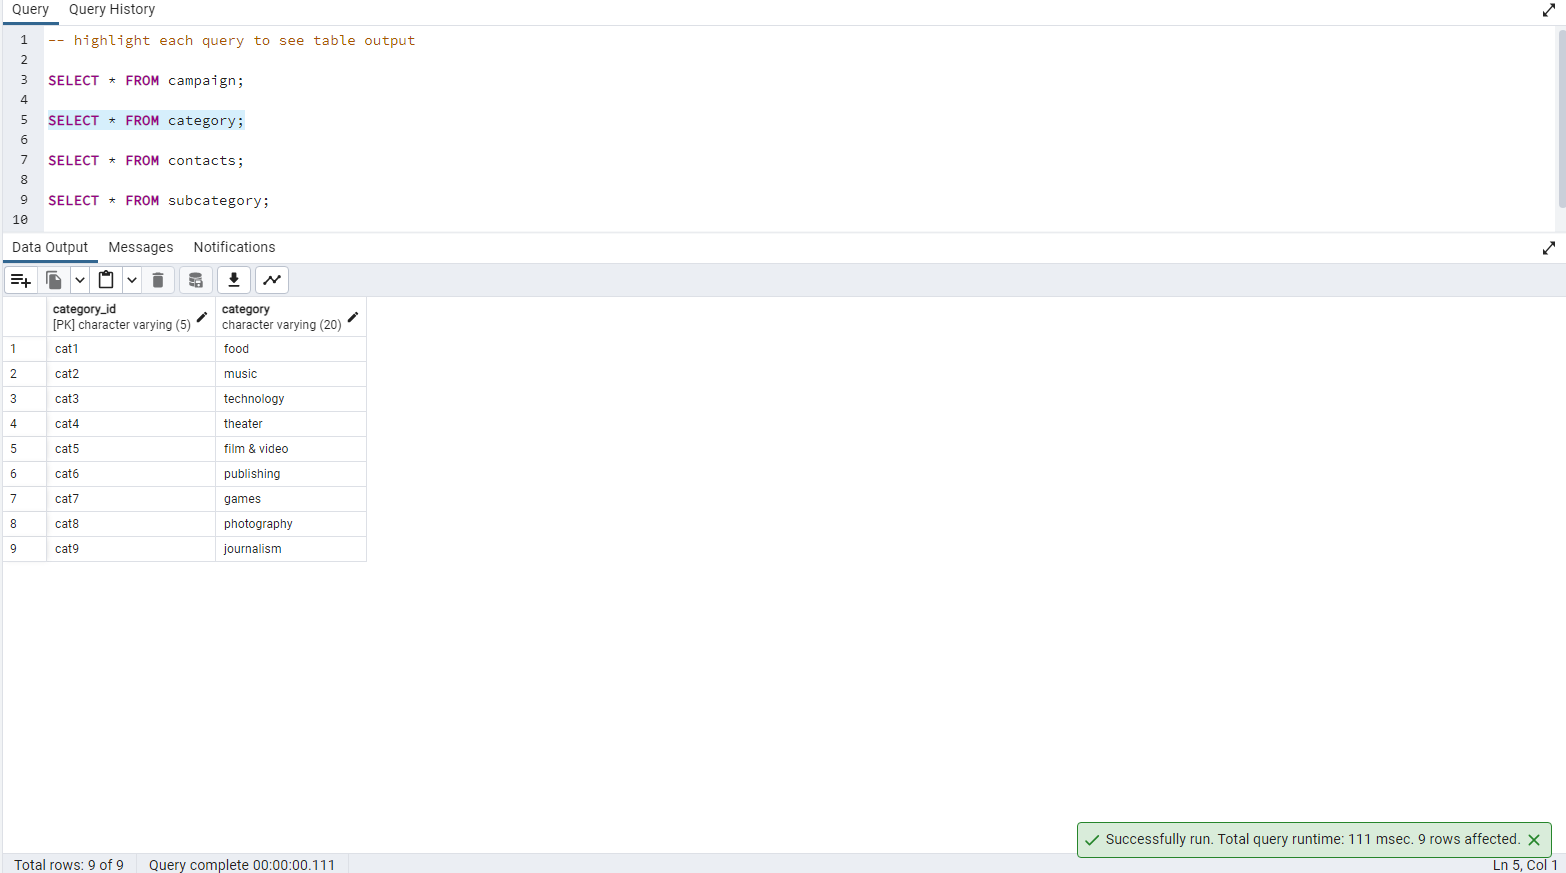 Query Query History
1 -- highlight each query to see table output
2
3 SELECT * FROM campaign;
4
5 SELECT * FROM category;
6
7 SELECT * FROM contacts;
8
9 SELECT * FROM subcategory;
10
Data Output Messages Notifications
category_id category
[PK] character varying (5) character varying (20)
1 cat1 food
2 cat2 music
3 cat3 technology
4 cat4 theater
5 cat5 film & video
6 cat6 publishing
7 cat7 games
8 cat8 photography
9 cat9 journalism
Successfully run. Total query runtime: 111 msec. 9 rows affected.
Total rows: 9 of 9 Query complete 00:00:00.111 Ln 5, Col 1